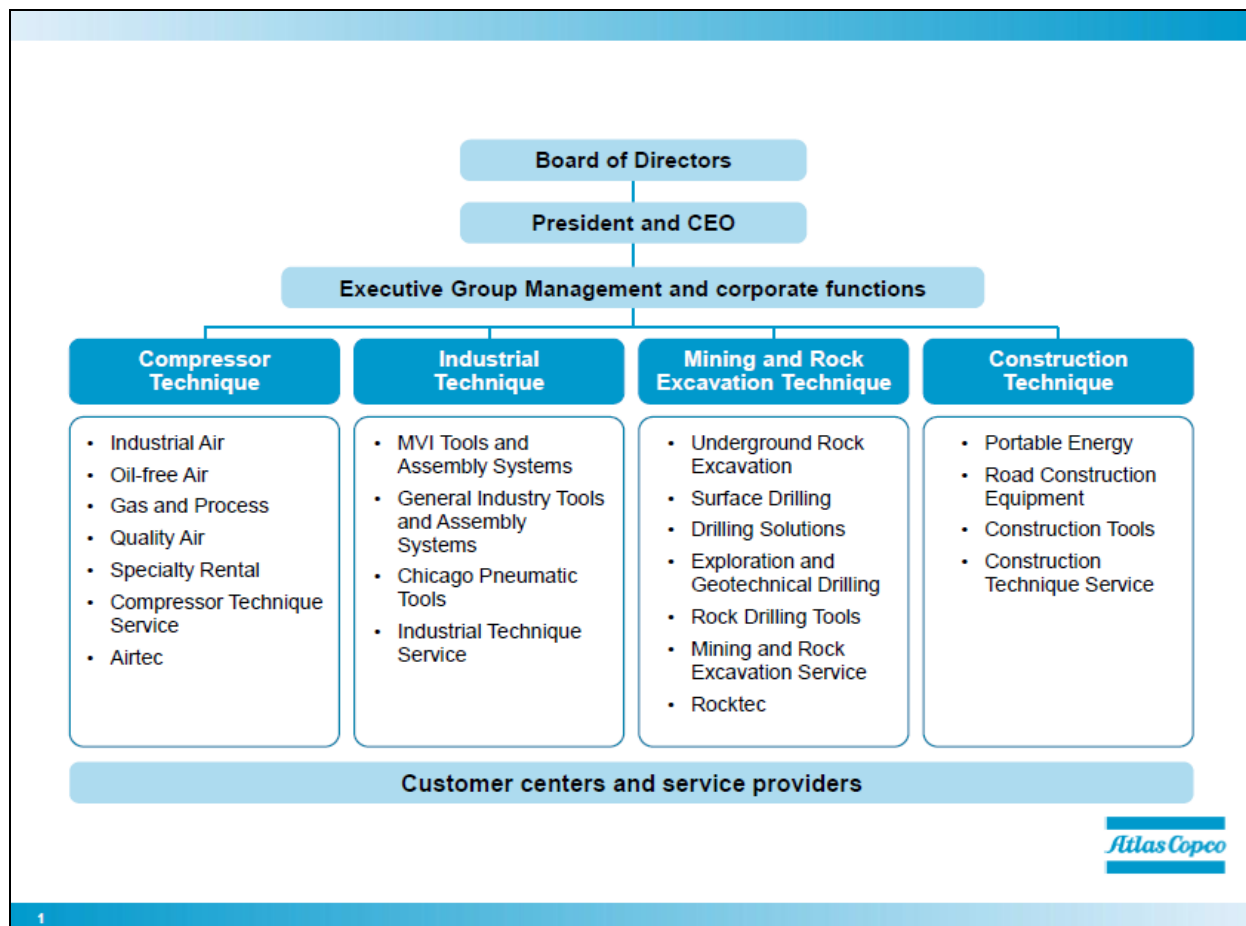 Board of Directors
President and CEO
Executive Group Management and corporate functions
Compressor
Technique
Industrial
Technique
Mining and Rock
Excavation Technique
Construction
Technique
• Industrial Air
• Oil-free Air
• Gas and Process
• Quality Air
• Specialty Rental
• Compressor Technique
Service
• Airtec
• MVI Tools and
Assembly Systems
• General Industry Tools
and Assembly
Systems
• Chicago Pneumatic
Tools
• Industrial Technique
Service
• Underground Rock
Excavation
• Surface Drilling
• Drilling Solutions
• Exploration and
Geotechnical Drilling
• Rock Drilling Tools
• Mining and Rock
Excavation Service
• Rocktec
• Portable Energy
• Road Construction
Equipment
• Construction Tools
• Construction
Technique Service
Customer centers and service providers
Atlas Copco
1